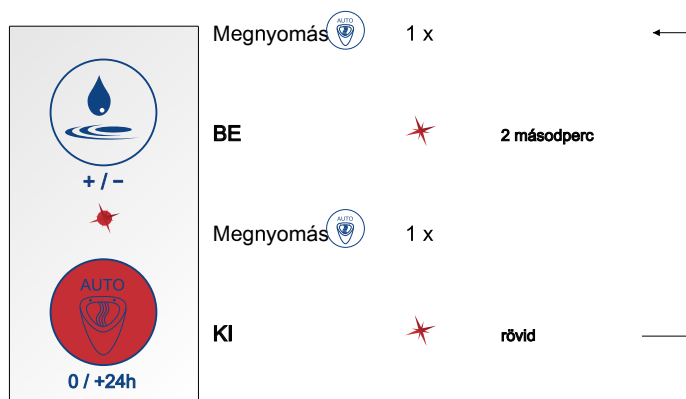 Megnyomás AUTO 1 x
BE 2 másodperc
+ / −
Megnyomás AUTO 1 x
AUTO
KI rövid
0 / +24h